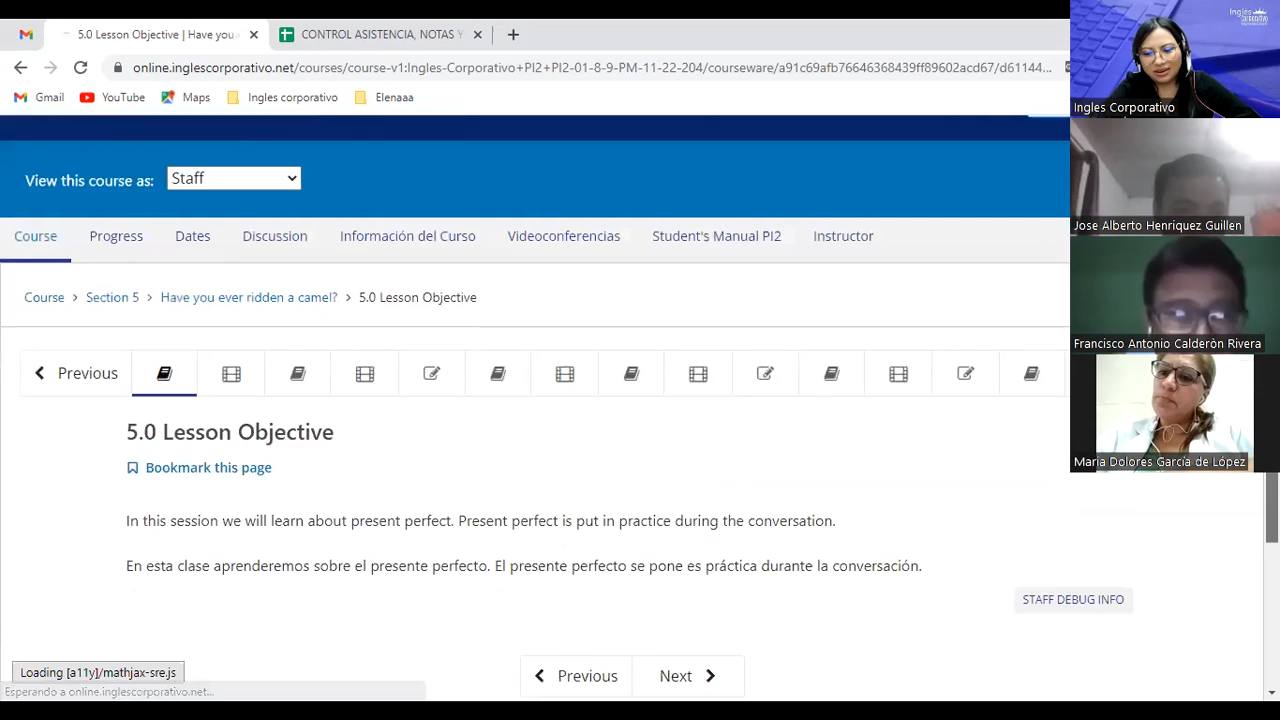 5.0 Lesson Objective | Have you
CONTROL ASISTENCIA, NOTAS Y
online.inglescorporativo.net/courses/course-v1:Ingles-Corporativo+PI2+PI2-01-8-9-PM-11-22-204/courseware/a91c69afb76646368439ff89602acd67/d61144...
Gmail YouTube Maps Ingles corporativo Elenaaa
View this course as: Staff
Course Progress Dates Discussion Información del Curso Videoconferencias Student's Manual PI2 Instructor
Course > Section 5 > Have you ever ridden a camel? > 5.0 Lesson Objective
Previous
5.0 Lesson Objective
Bookmark this page
In this session we will learn about present perfect. Present perfect is put in practice during the conversation.
En esta clase aprenderemos sobre el presente perfecto. El presente perfecto se pone es práctica durante la conversación.
STAFF DEBUG INFO
Previous Next
Loading [a11y]/mathjax-sre.js
Esperando a online.inglescorporativo.net...
Ingles Corporativo
Jose Alberto Henriquez Guillen
Francisco Antonio Calderòn Rivera
Maria Dolores García de López